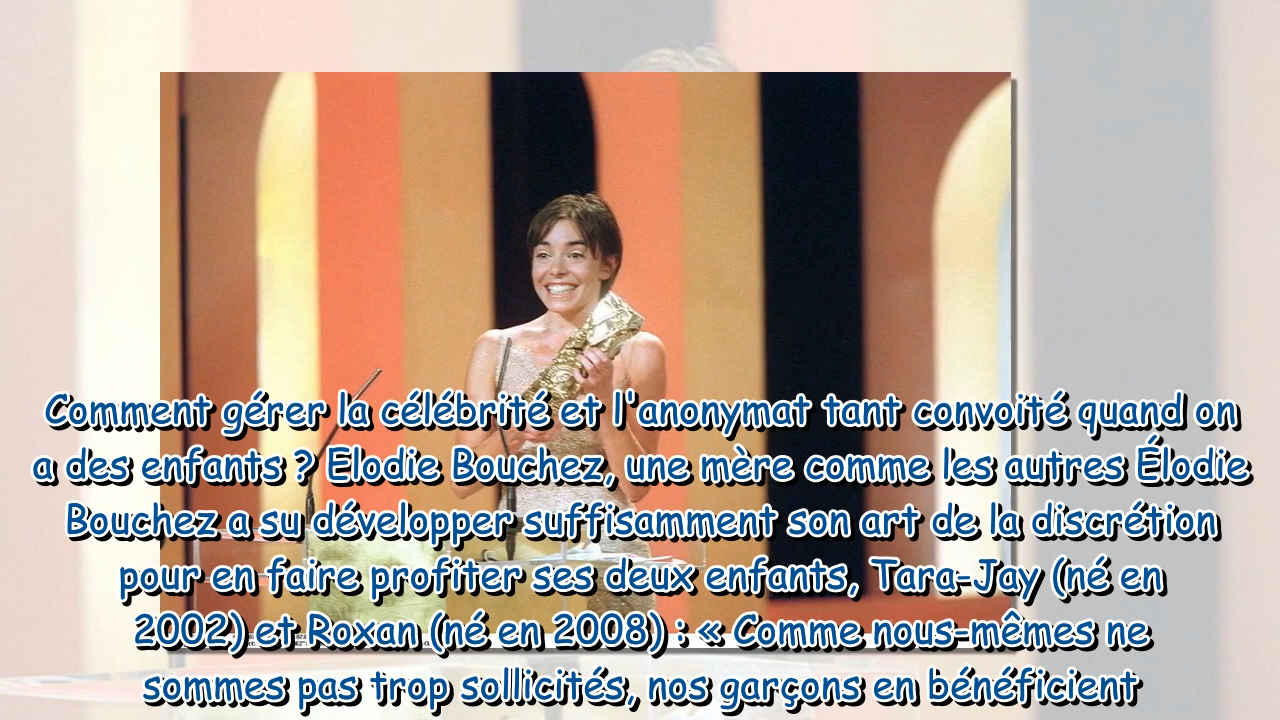 Comment gérer la célébrité et l'anonymat tant convoité quand on
a des enfants ? Elodie Bouchez, une mère comme les autres Élodie
Bouchez a su développer suffisamment son art de la discrétion
pour en faire profiter ses deux enfants, Tara-Jay (né en
2002) et Roxan (né en 2008) : « Comme nous-mêmes ne
sommes pas trop sollicités, nos garçons en bénéficient